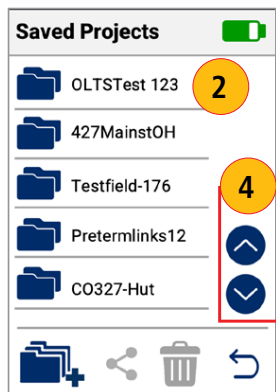 Saved Projects
OLTSTest 123
2
427MainstOH
Testfield-176
4
Pretermlinks12
CO327-Hut